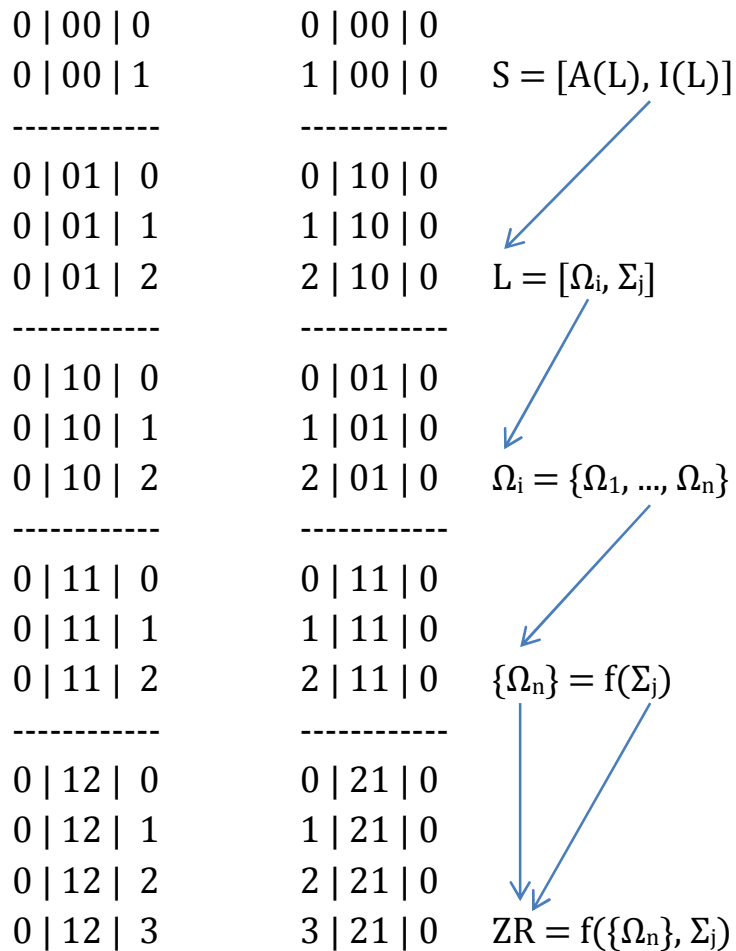 0 | 00 | 0 0 | 00 | 0
0 | 00 | 1 1 | 00 | 0 S = [A(L), I(L)]
------------ ------------
0 | 01 | 0 0 | 10 | 0
0 | 01 | 1 1 | 10 | 0
0 | 01 | 2 2 | 10 | 0 L = [Ωi, Σj]
------------ ------------
0 | 10 | 0 0 | 01 | 0
0 | 10 | 1 1 | 01 | 0
0 | 10 | 2 2 | 01 | 0 Ωi = {Ω1, ..., Ωn}
------------ ------------
0 | 11 | 0 0 | 11 | 0
0 | 11 | 1 1 | 11 | 0
0 | 11 | 2 2 | 11 | 0 {Ωn} = f(Σj)
------------ ------------
0 | 12 | 0 0 | 21 | 0
0 | 12 | 1 1 | 21 | 0
0 | 12 | 2 2 | 21 | 0
0 | 12 | 3 3 | 21 | 0 ZR = f({Ωn}, Σj)